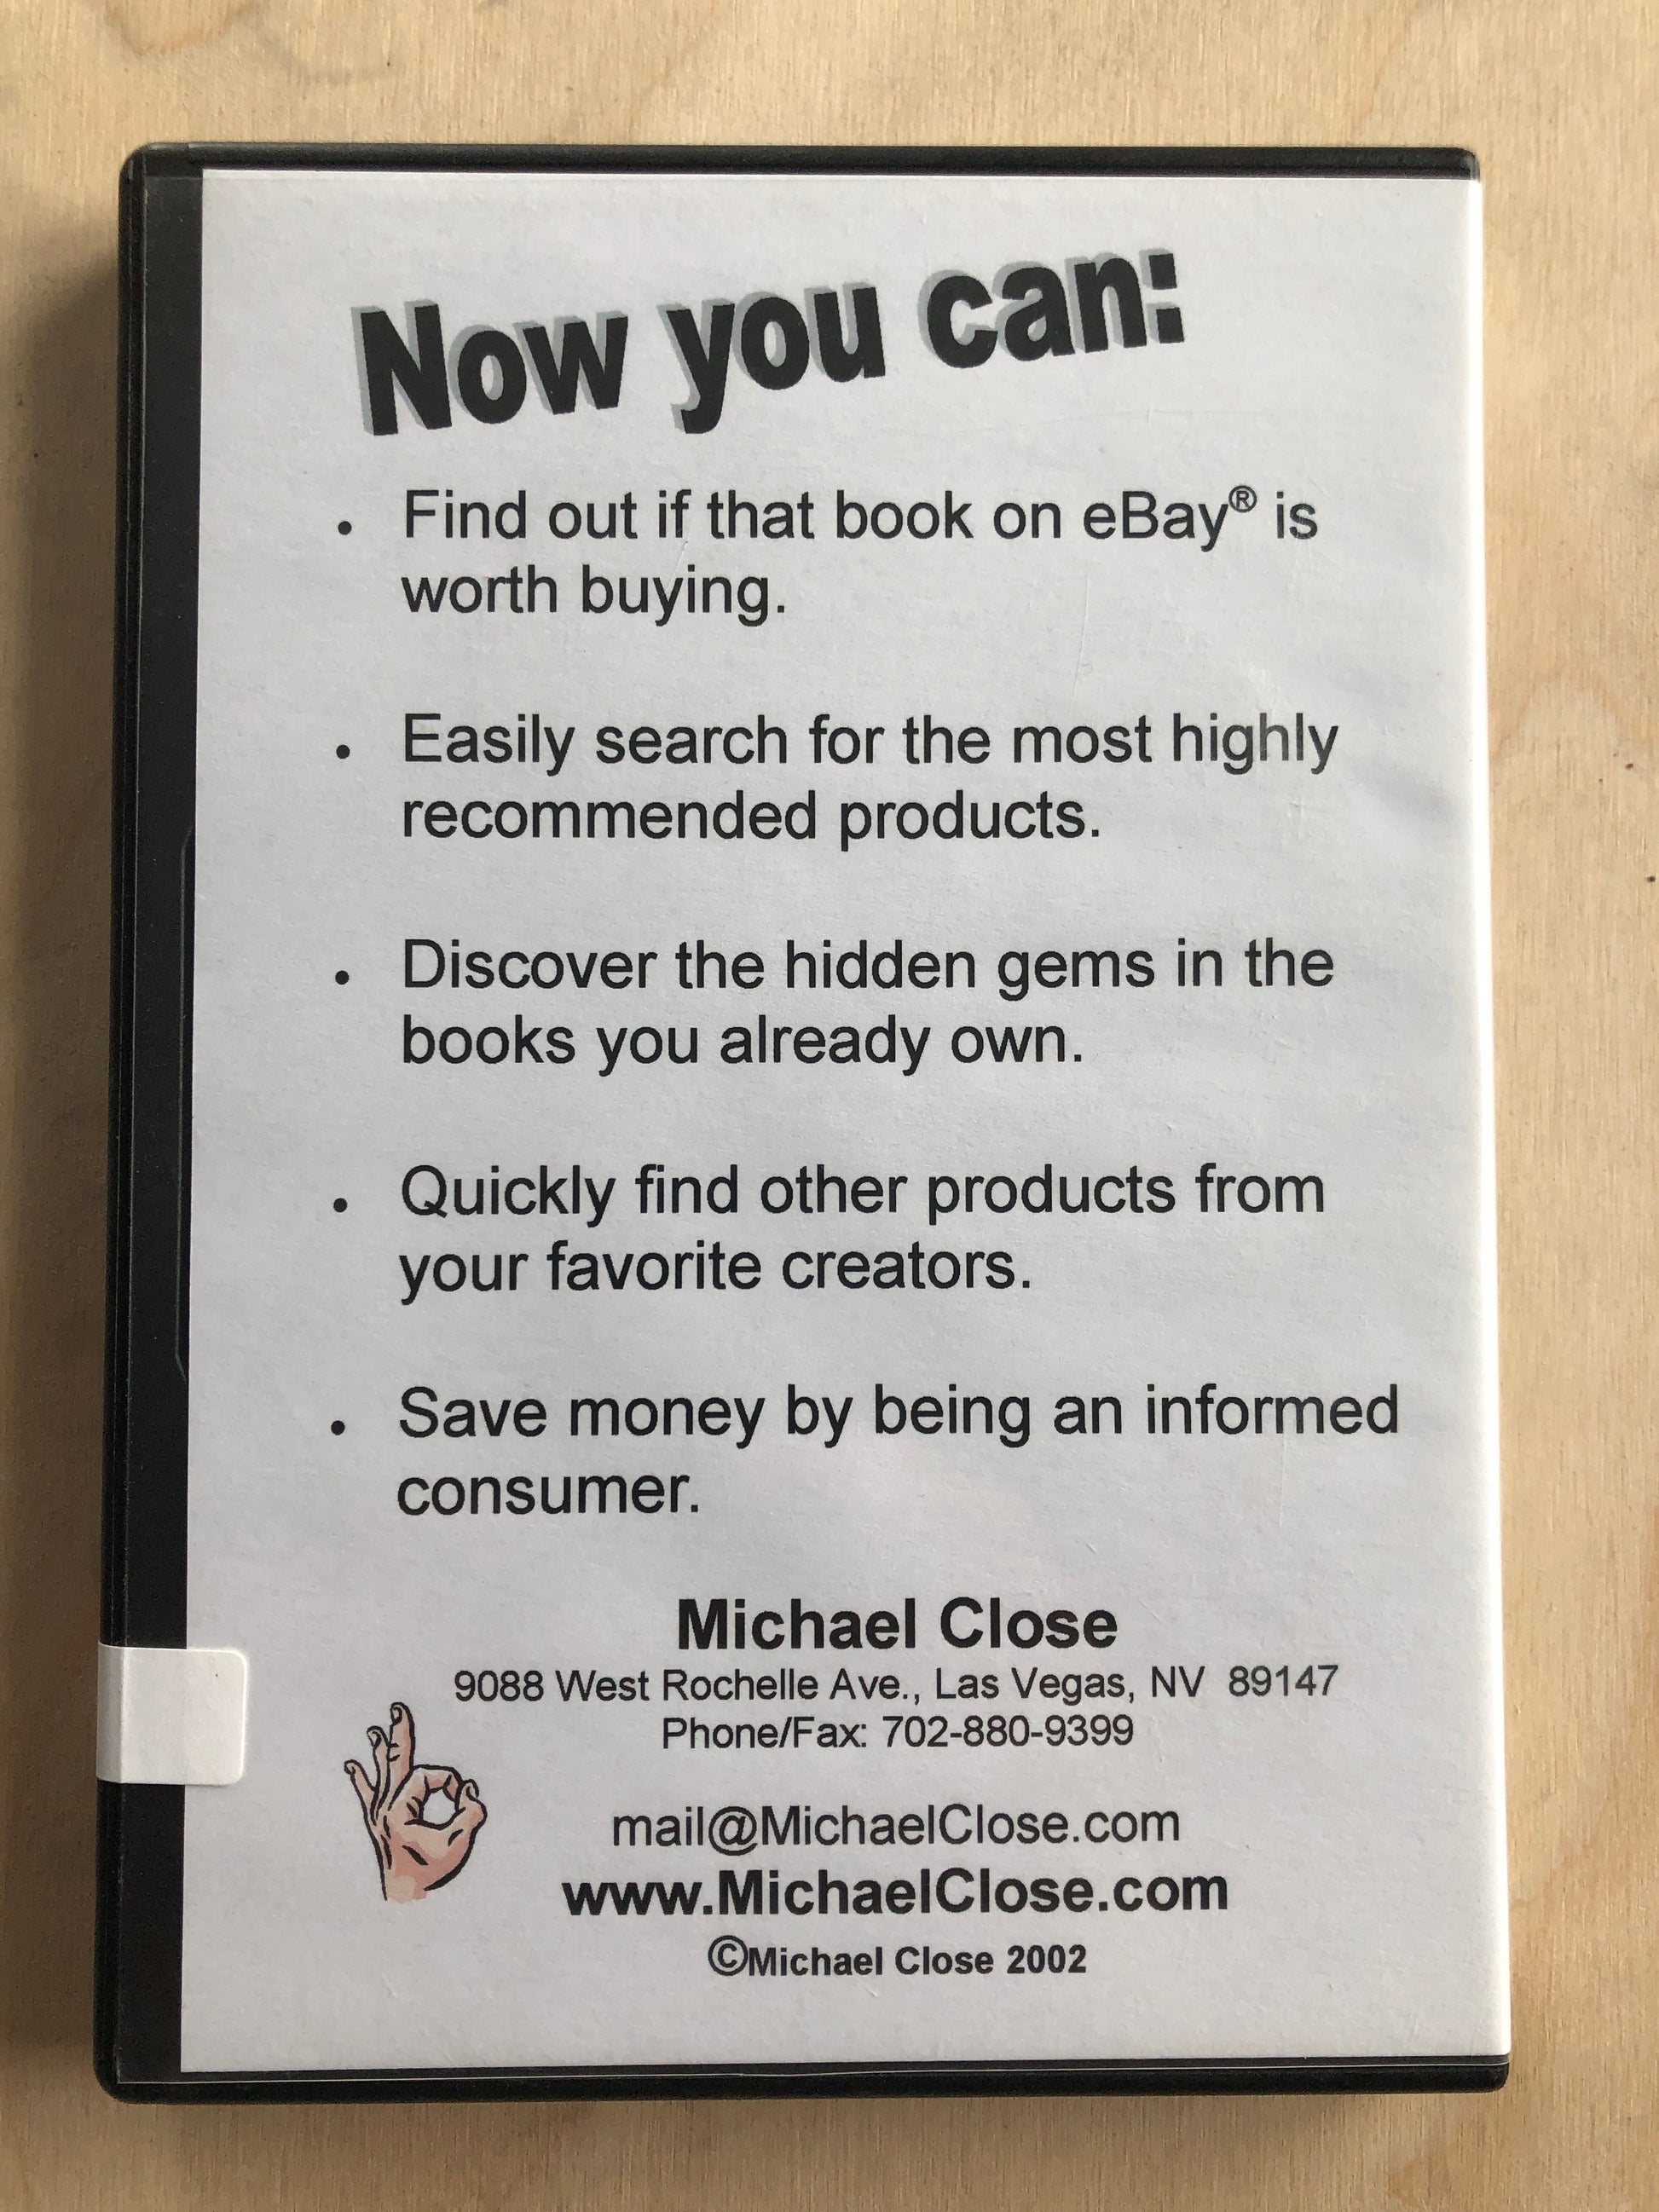 Now you can:
• Find out if that book on eBay® is
worth buying.
• Easily search for the most highly
recommended products.
• Discover the hidden gems in the
books you already own.
• Quickly find other products from
your favorite creators.
• Save money by being an informed
consumer.
Michael Close
9088 West Rochelle Ave., Las Vegas, NV  89147
Phone/Fax: 702-880-9399
mail@MichaelClose.com
www.MichaelClose.com
©Michael Close 2002